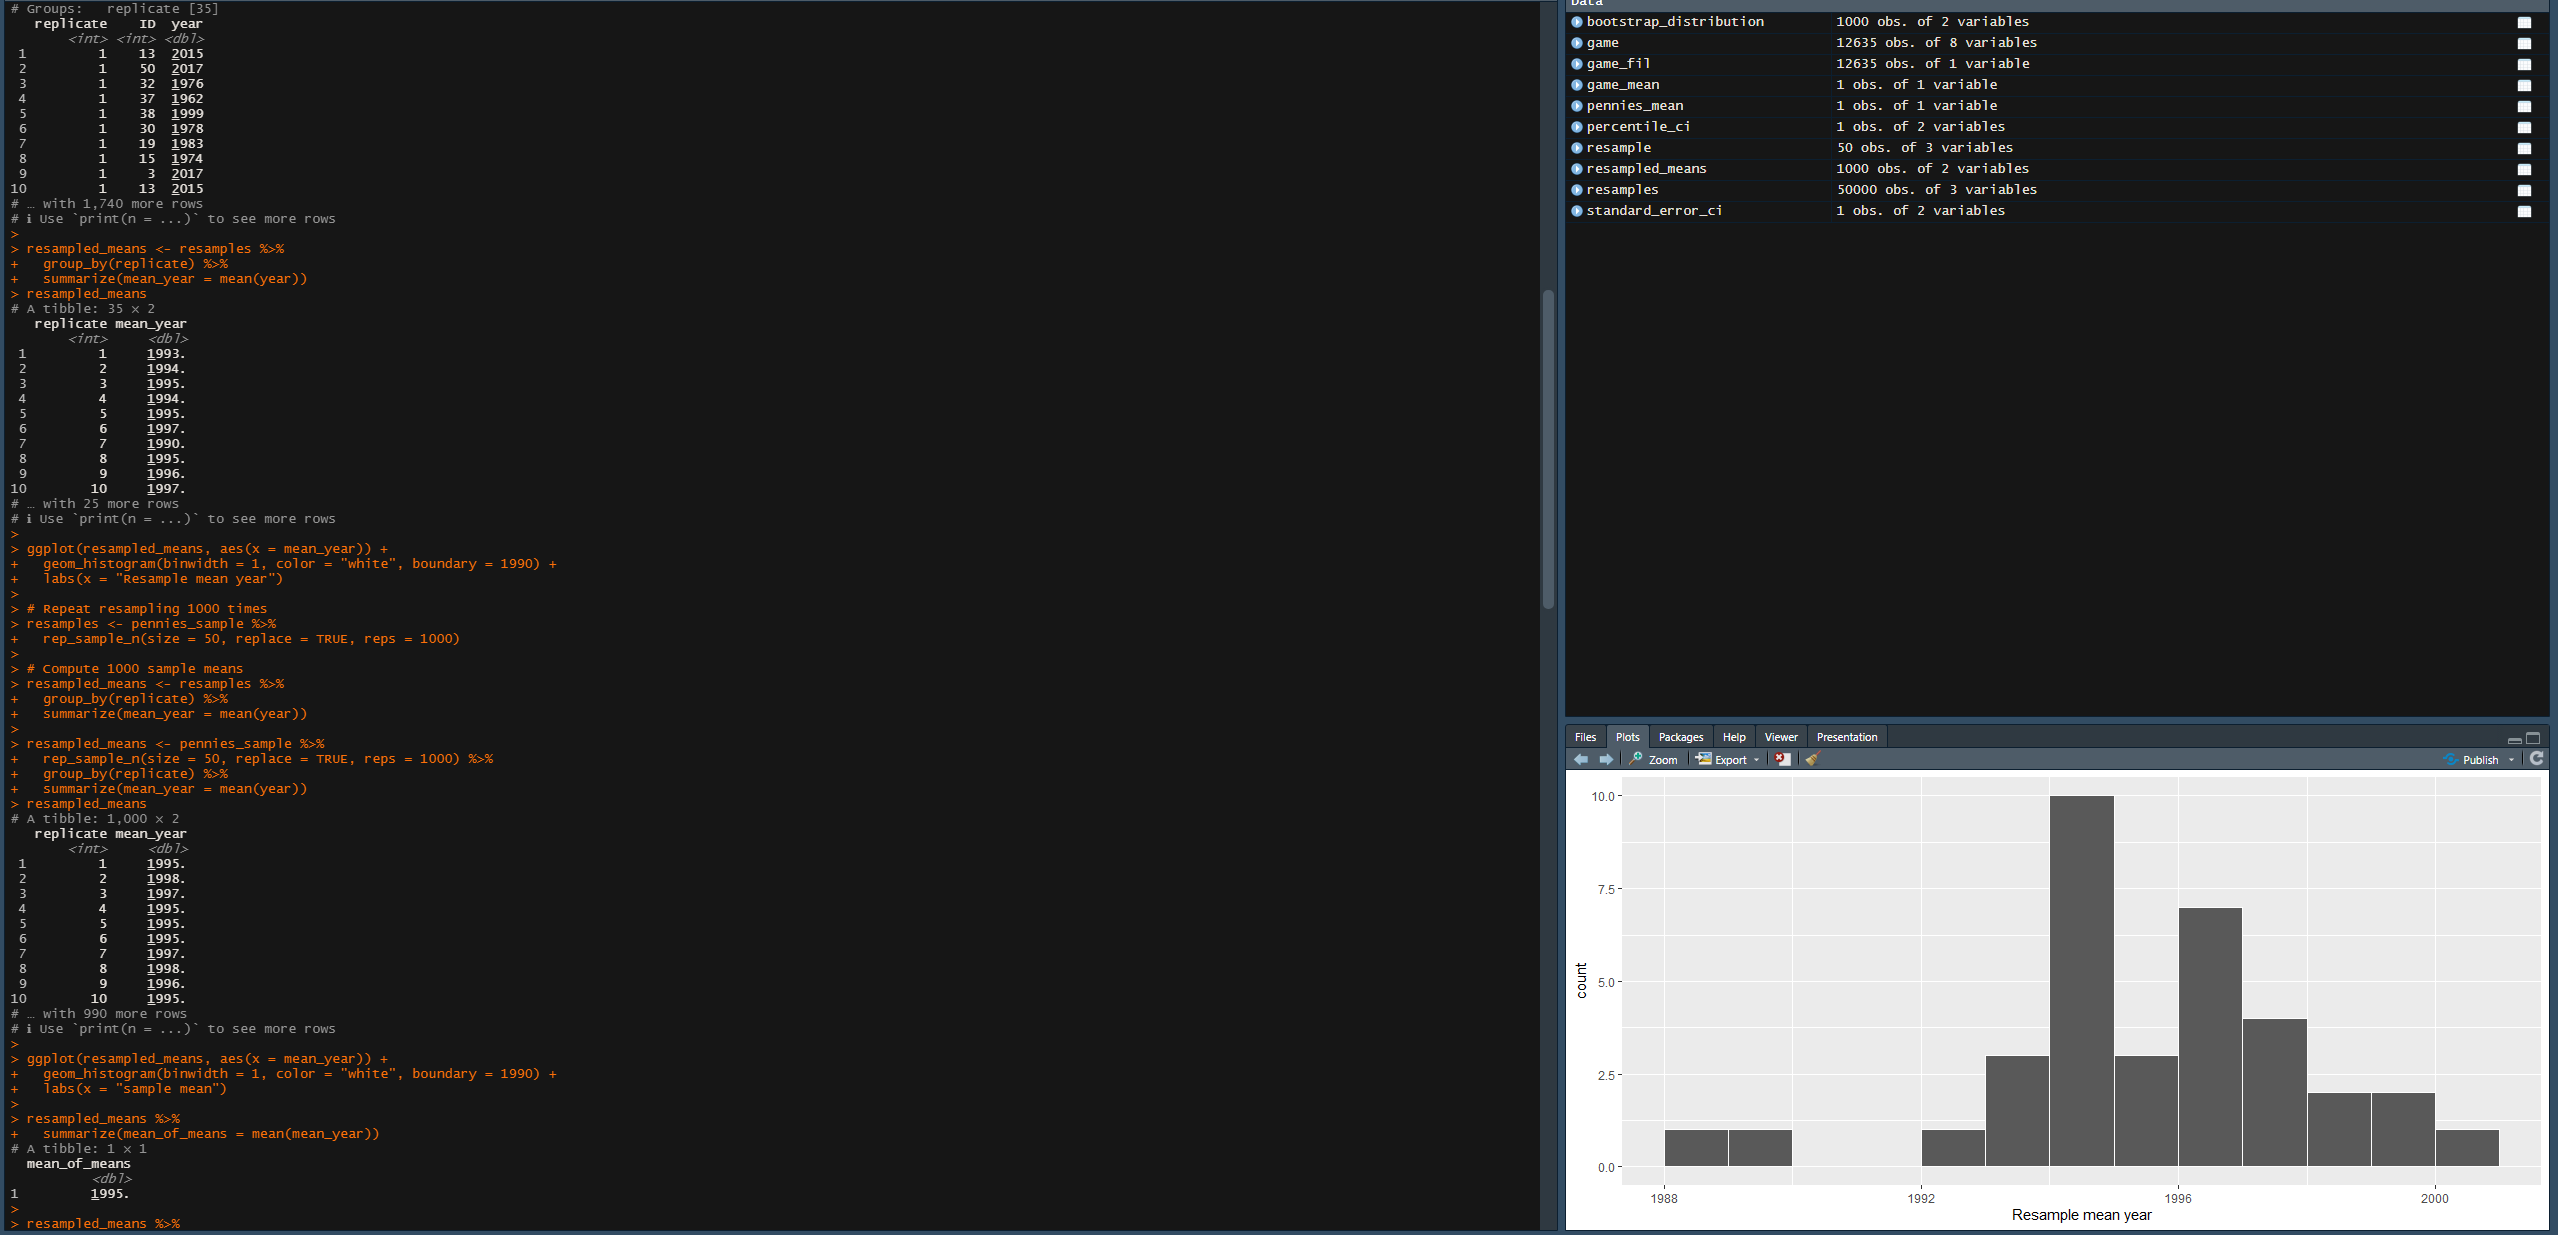 # Groups:   replicate [35]
   replicate    ID  year
       <int> <int> <dbl>
 1         1    13  2015
 2         1    50  2017
 3         1    32  1976
 4         1    37  1962
 5         1    38  1999
 6         1    30  1978
 7         1    19  1983
 8         1    15  1974
 9         1     3  2017
10         1    13  2015
# … with 1,740 more rows
# ℹ Use `print(n = ...)` to see more rows
>
> resampled_means <- resamples %>%
+   group_by(replicate) %>%
+   summarize(mean_year = mean(year))
> resampled_means
# A tibble: 35 × 2
   replicate mean_year
       <int>     <dbl>
 1         1     1993.
 2         2     1994.
 3         3     1995.
 4         4     1994.
 5         5     1995.
 6         6     1997.
 7         7     1990.
 8         8     1995.
 9         9     1996.
10        10     1997.
# … with 25 more rows
# ℹ Use `print(n = ...)` to see more rows
>
> ggplot(resampled_means, aes(x = mean_year)) +
+   geom_histogram(binwidth = 1, color = "white", boundary = 1990) +
+   labs(x = "Resample mean year")
>
> # Repeat resampling 1000 times
> resamples <- pennies_sample %>%
+   rep_sample_n(size = 50, replace = TRUE, reps = 1000)
>
> # Compute 1000 sample means
> resampled_means <- resamples %>%
+   group_by(replicate) %>%
+   summarize(mean_year = mean(year))
>
> resampled_means <- pennies_sample %>%
+   rep_sample_n(size = 50, replace = TRUE, reps = 1000) %>%
+   group_by(replicate) %>%
+   summarize(mean_year = mean(year))
> resampled_means
# A tibble: 1,000 × 2
   replicate mean_year
       <int>     <dbl>
 1         1     1995.
 2         2     1998.
 3         3     1997.
 4         4     1995.
 5         5     1995.
 6         6     1995.
 7         7     1997.
 8         8     1998.
 9         9     1996.
10        10     1995.
# … with 990 more rows
# ℹ Use `print(n = ...)` to see more rows
>
> ggplot(resampled_means, aes(x = mean_year)) +
+   geom_histogram(binwidth = 1, color = "white", boundary = 1990) +
+   labs(x = "sample mean")
>
> resampled_means %>%
+   summarize(mean_of_means = mean(mean_year))
# A tibble: 1 × 1
  mean_of_means
          <dbl>
1         1995.
>
> resampled_means %>%
Data
bootstrap_distribution 1000 obs. of 2 variables
game 12635 obs. of 8 variables
game_fil 12635 obs. of 1 variable
game_mean 1 obs. of 1 variable
pennies_mean 1 obs. of 1 variable
percentile_ci 1 obs. of 2 variables
resample 50 obs. of 3 variables
resampled_means 1000 obs. of 2 variables
resamples 50000 obs. of 3 variables
standard_error_ci 1 obs. of 2 variables
Files Plots Packages Help Viewer Presentation
Zoom Export Publish
10.0
7.5
5.0
2.5
0.0
count
1988 1992 1996 2000
Resample mean year